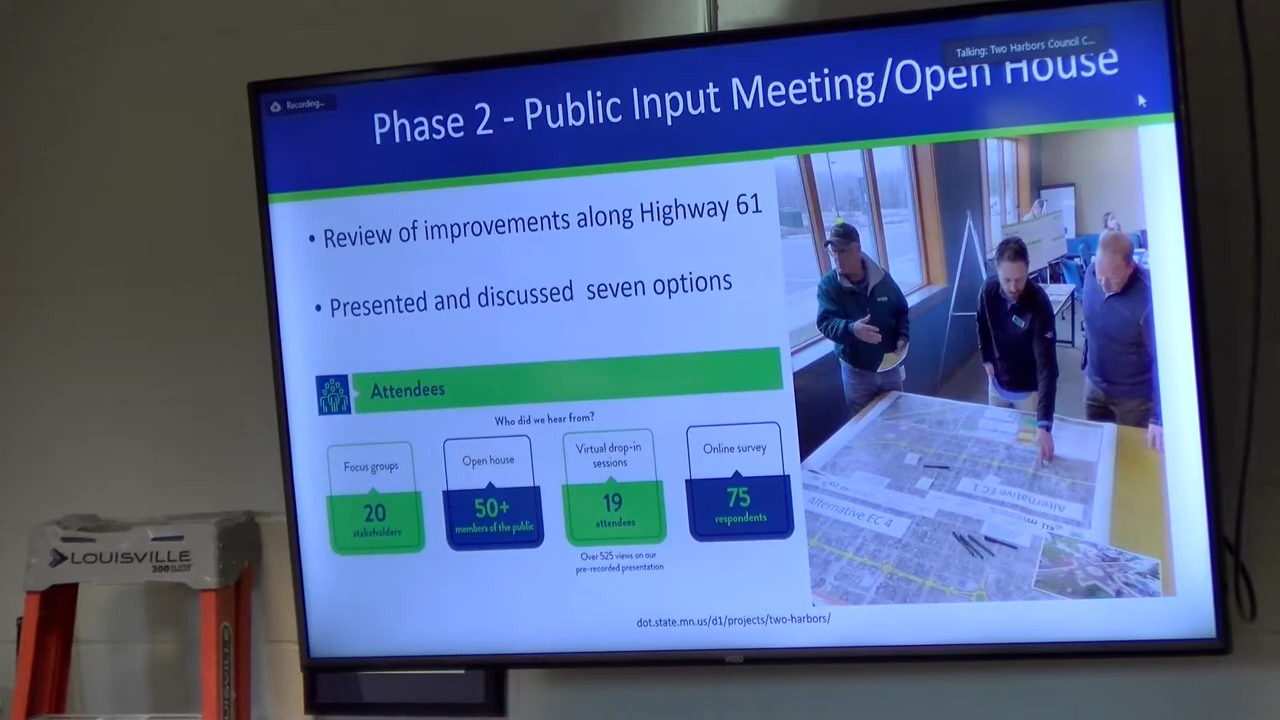 Talking: Two Harbors Council C...
Recording...
Phase 2 - Public Input Meeting/Open House
• Review of improvements along Highway 61
• Presented and discussed seven options
Attendees
Who did we hear from?
Focus groups
20
stakeholders
Open house
50+
members of the public
Virtual drop-in
sessions
19
attendees
Over 525 views on our
pre-recorded presentation
Online survey
75
respondents
Alternative EC 4
Alternative EC 1
dot.state.mn.us/d1/projects/two-harbors/
LOUISVILLE
LOUISVILLE
VIZIO